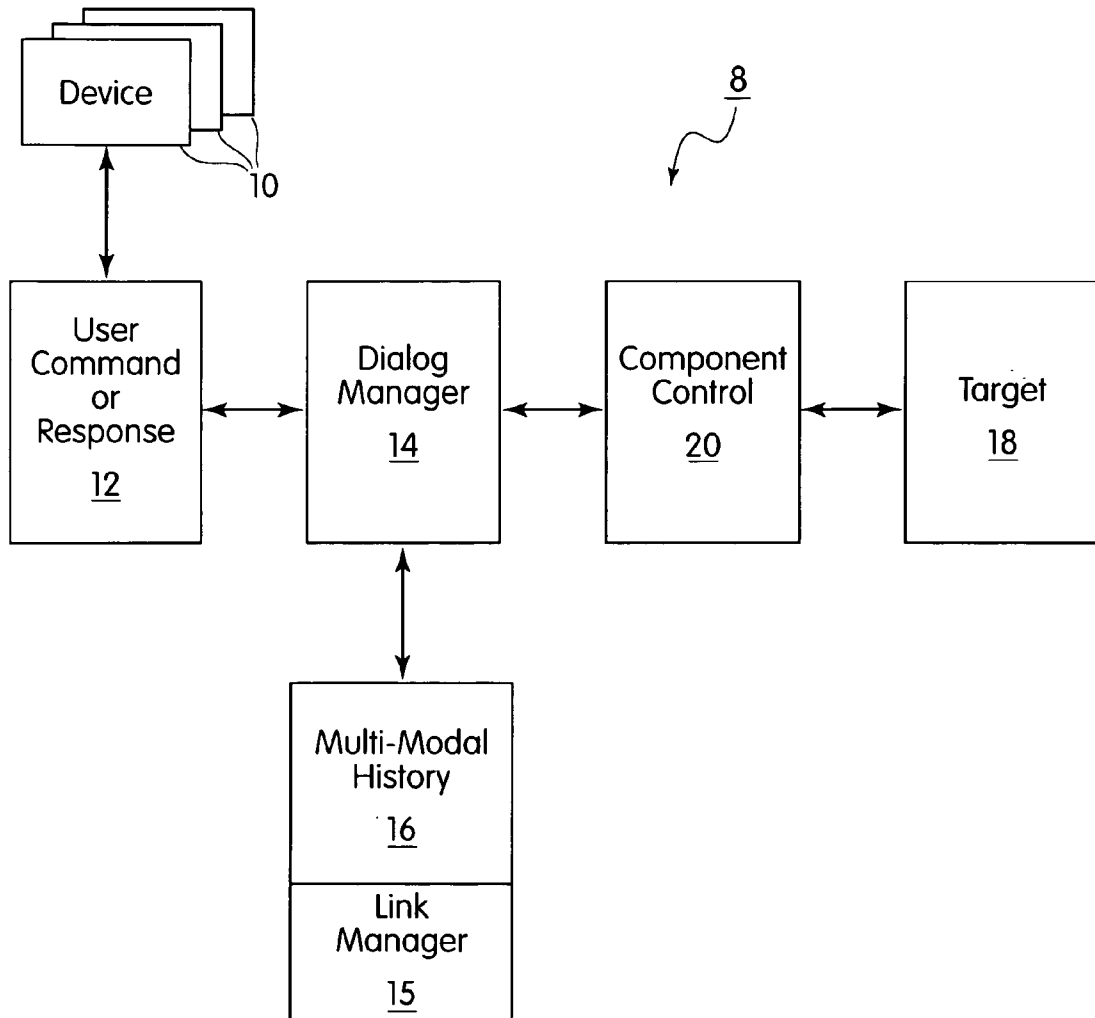 Device
10
8
User
Command
or
Response
12
Dialog
Manager
14
Component
Control
20
Target
18
Multi-Modal
History
16
Link
Manager
15